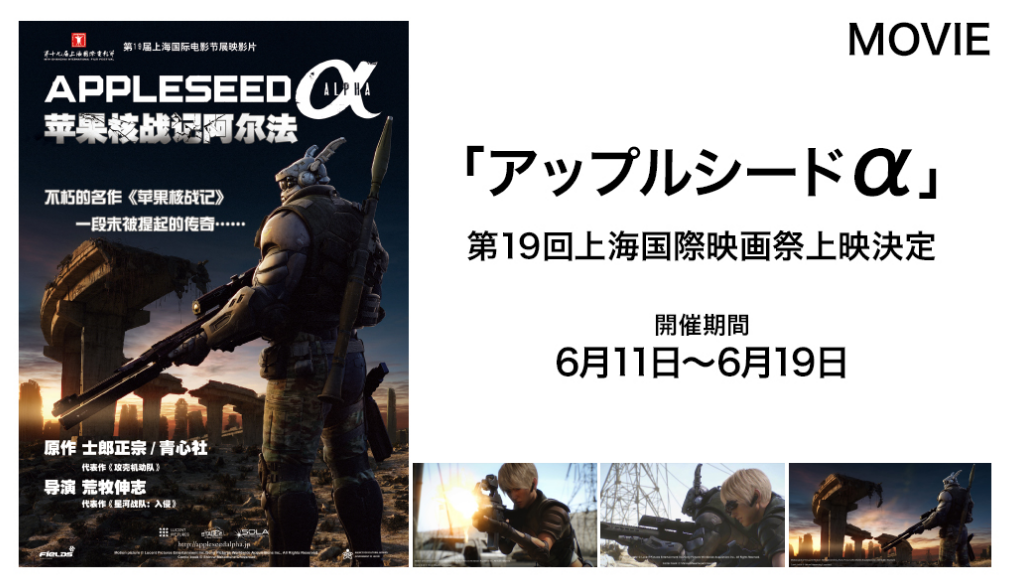 第19届上海国际电影节展映影片
APPLESEED α
ALPHA
苹果核战记阿尔法
不朽的名作《苹果核战记》
一段未被提起的传奇……
原作 士郎正宗 / 青心社
代表作《攻壳机动队》
导演 荒牧伸志
代表作《星河战队：入侵》
SOLA
http://appleseedalpha.jp
FIELDS
MOVIE
「アップルシードα」
第19回上海国際映画祭上映決定
開催期間
6月11日～6月19日